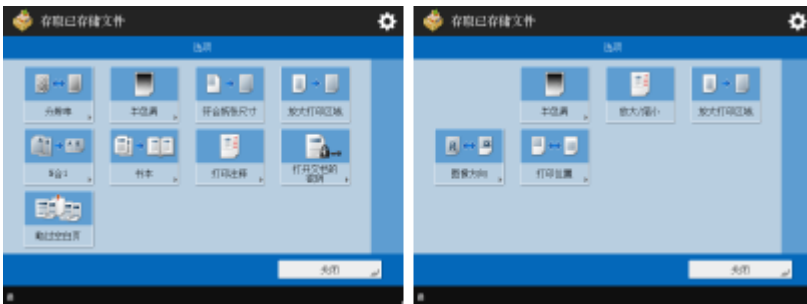 存取已存储文件
选项
分辨率
半色调
符合纸张尺寸
放大打印区域
N合1
书本
打印注释
打开文档的
密码
跳过空白页
关闭
存取已存储文件
选项
半色调
放大/缩小
放大打印区域
图像方向
打印位置
关闭